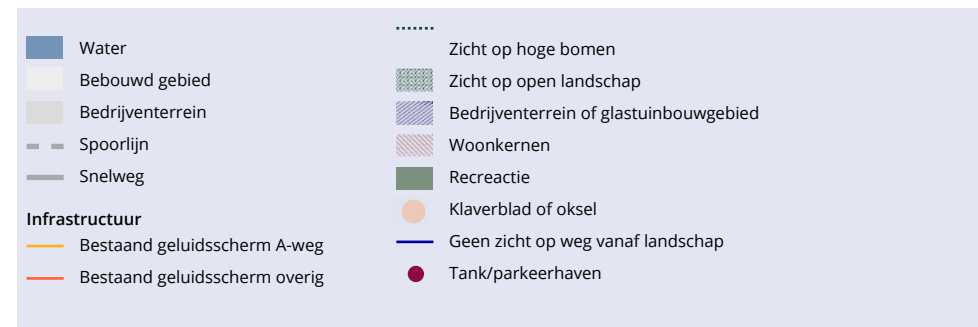 Water
Bebouwd gebied
Bedrijventerrein
Spoorlijn
Snelweg
Infrastructuur
Bestaand geluidsscherm A-weg
Bestaand geluidsscherm overig
Zicht op hoge bomen
Zicht op open landschap
Bedrijventerrein of glastuinbouwgebied
Woonkernen
Recreactie
Klaverblad of oksel
Geen zicht op weg vanaf landschap
Tank/parkeerhaven